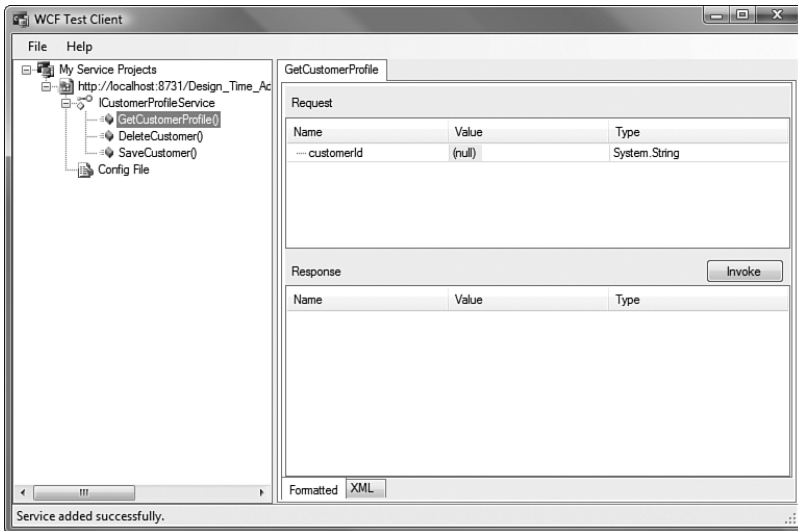 WCF Test Client
File Help
My Service Projects
http://localhost:8731/Design_Time_Ac
ICustomerProfileService
GetCustomerProfile()
DeleteCustomer()
SaveCustomer()
Config File
GetCustomerProfile
Request
Name Value Type
customerId (null) System.String
Response Invoke
Name Value Type
Formatted XML
Service added successfully.